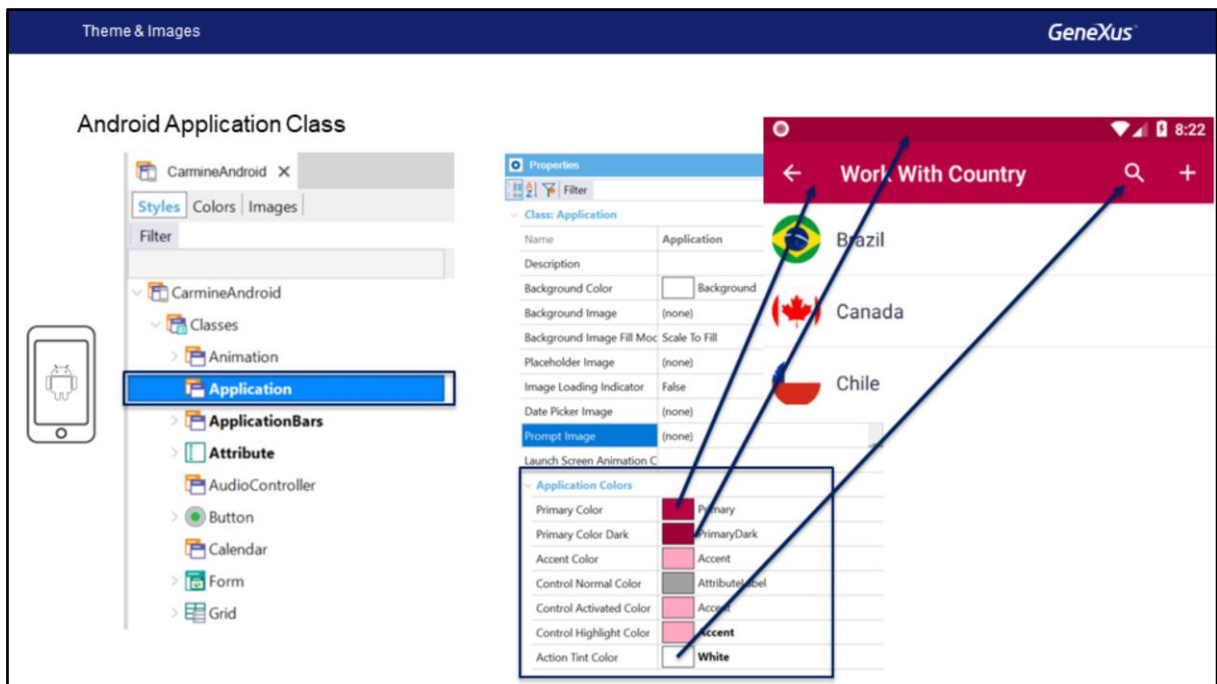 Theme & Images
GeneXus
Android Application Class
CarmineAndroid X
Styles Colors Images
Filter
CarmineAndroid
Classes
Animation
Application
ApplicationBars
Attribute
AudioController
Button
Calendar
Form
Grid
Properties
Filter
Class: Application
Name Application
Description
Background Color Background
Background Image (none)
Background Image Fill Moc Scale To Fill
Placeholder Image (none)
Image Loading Indicator False
Date Picker Image (none)
Prompt Image (none)
Launch Screen Animation C
Application Colors
Primary Color Primary
Primary Color Dark PrimaryDark
Accent Color Accent
Control Normal Color AttributeLabel
Control Activated Color Accent
Control Highlight Color Accent
Action Tint Color White
8:22
Work With Country
Brazil
Canada
Chile